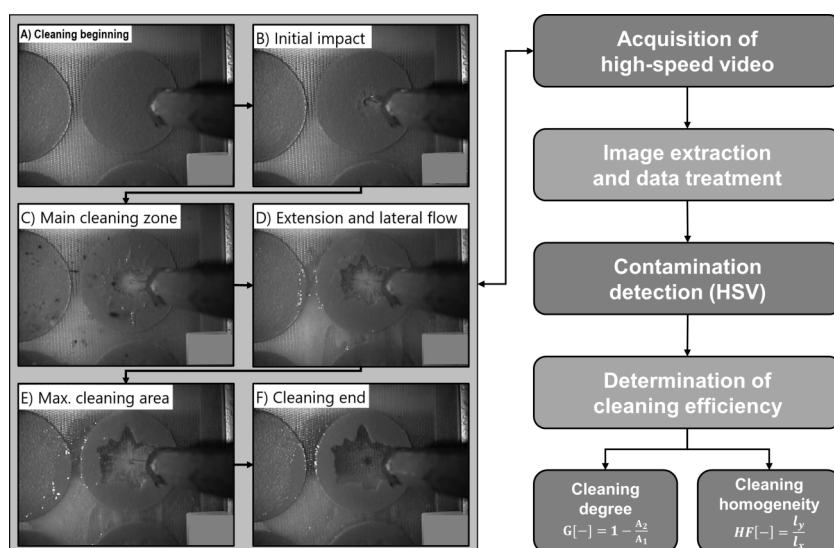 A) Cleaning beginning
B) Initial impact
C) Main cleaning zone
D) Extension and lateral flow
E) Max. cleaning area
F) Cleaning end
Acquisition of
high-speed video
Image extraction
and data treatment
Contamination
detection (HSV)
Determination of
cleaning efficiency
Cleaning
degree
G[−] = 1 − A₂/A₁
Cleaning
homogeneity
HF[−] = l_y/l_x